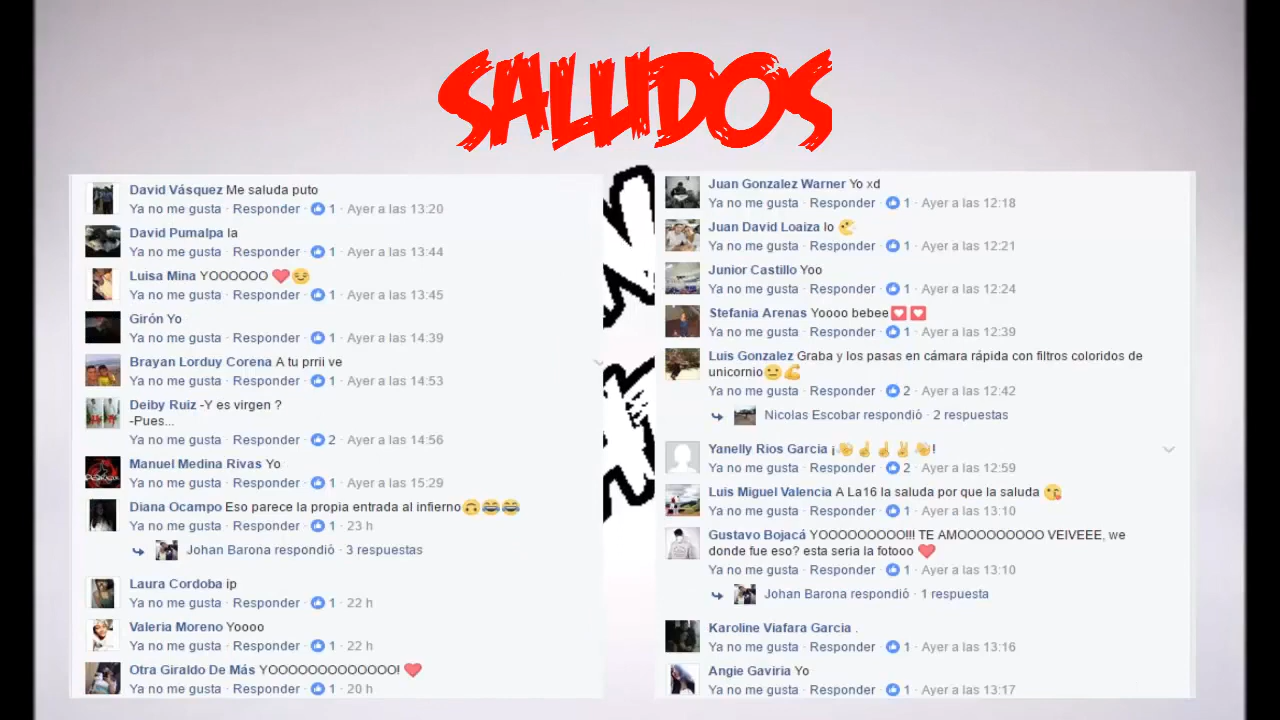 SALUDOS
David Vásquez Me saluda puto
Ya no me gusta · Responder · 1 · Ayer a las 13:20
David Pumalpa la
Ya no me gusta · Responder · 1 · Ayer a las 13:44
Luisa Mina YOOOOOO ❤😏
Ya no me gusta · Responder · 1 · Ayer a las 13:45
Girón Yo
Ya no me gusta · Responder · 1 · Ayer a las 14:39
Brayan Lorduy Corena A tu prrii ve
Ya no me gusta · Responder · 1 · Ayer a las 14:53
Deiby Ruiz -Y es virgen ?
-Pues...
Ya no me gusta · Responder · 2 · Ayer a las 14:56
Manuel Medina Rivas Yo
Ya no me gusta · Responder · 1 · Ayer a las 15:29
Diana Ocampo Eso parece la propia entrada al infierno🙃😂😂
Ya no me gusta · Responder · 1 · 23 h
Johan Barona respondió · 3 respuestas
Laura Cordoba ip
Ya no me gusta · Responder · 1 · 22 h
Valeria Moreno Yoooo
Ya no me gusta · Responder · 1 · 22 h
Otra Giraldo De Más YOOOOOOOOOOOOO! ❤
Ya no me gusta · Responder · 1 · 20 h
Juan Gonzalez Warner Yo xd
Ya no me gusta · Responder · 1 · Ayer a las 12:18
Juan David Loaiza lo
Ya no me gusta · Responder · 1 · Ayer a las 12:21
Junior Castillo Yoo
Ya no me gusta · Responder · 1 · Ayer a las 12:24
Stefania Arenas Yoooo bebee💟💟
Ya no me gusta · Responder · 1 · Ayer a las 12:39
Luis Gonzalez Graba y los pasas en cámara rápida con filtros coloridos de
unicornio😐💪
Ya no me gusta · Responder · 2 · Ayer a las 12:42
Nicolas Escobar respondió · 2 respuestas
Yanelly Rios Garcia ¡👋☝☝✌👋!
Ya no me gusta · Responder · 2 · Ayer a las 12:59
Luis Miguel Valencia A La16 la saluda por que la saluda 😘
Ya no me gusta · Responder · 1 · Ayer a las 13:10
Gustavo Bojacá YOOOOOOOOO!!! TE AMOOOOOOOOO VEIVEEE, we
donde fue eso? esta seria la fotooo ❤
Ya no me gusta · Responder · 1 · Ayer a las 13:10
Johan Barona respondió · 1 respuesta
Karoline Viafara Garcia .
Ya no me gusta · Responder · 1 · Ayer a las 13:16
Angie Gaviria Yo
Ya no me gusta · Responder · 1 · Ayer a las 13:17